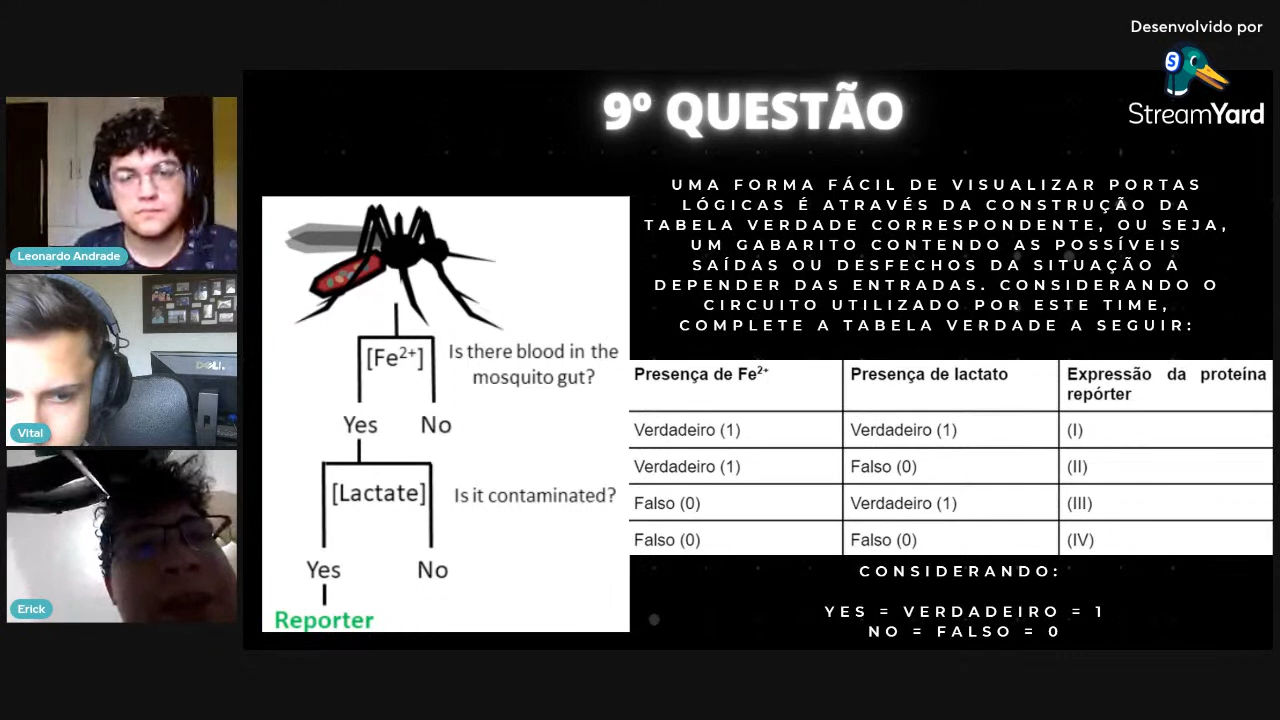 Desenvolvido por
S
StreamYard
9º QUESTÃO
UMA FORMA FÁCIL DE VISUALIZAR PORTAS
LÓGICAS É ATRAVÉS DA CONSTRUÇÃO DA
TABELA VERDADE CORRESPONDENTE, OU SEJA,
UM GABARITO CONTENDO AS POSSÍVEIS
SAÍDAS OU DESFECHOS DA SITUAÇÃO A
DEPENDER DAS ENTRADAS. CONSIDERANDO O
CIRCUITO UTILIZADO POR ESTE TIME,
COMPLETE A TABELA VERDADE A SEGUIR:
[Fe²⁺]
Is there blood in the
mosquito gut?
Yes No
[Lactate]
Is it contaminated?
Yes No
Reporter
Presença de Fe²⁺ Presença de lactato Expressão da proteína
repórter
Verdadeiro (1) Verdadeiro (1) (I)
Verdadeiro (1) Falso (0) (II)
Falso (0) Verdadeiro (1) (III)
Falso (0) Falso (0) (IV)
CONSIDERANDO:
YES = VERDADEIRO = 1
NO = FALSO = 0
Leonardo Andrade
DELL
Vital
Erick